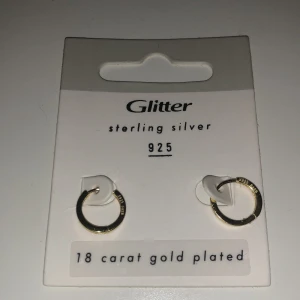 Glitter
sterling silver
925
18 carat gold plated